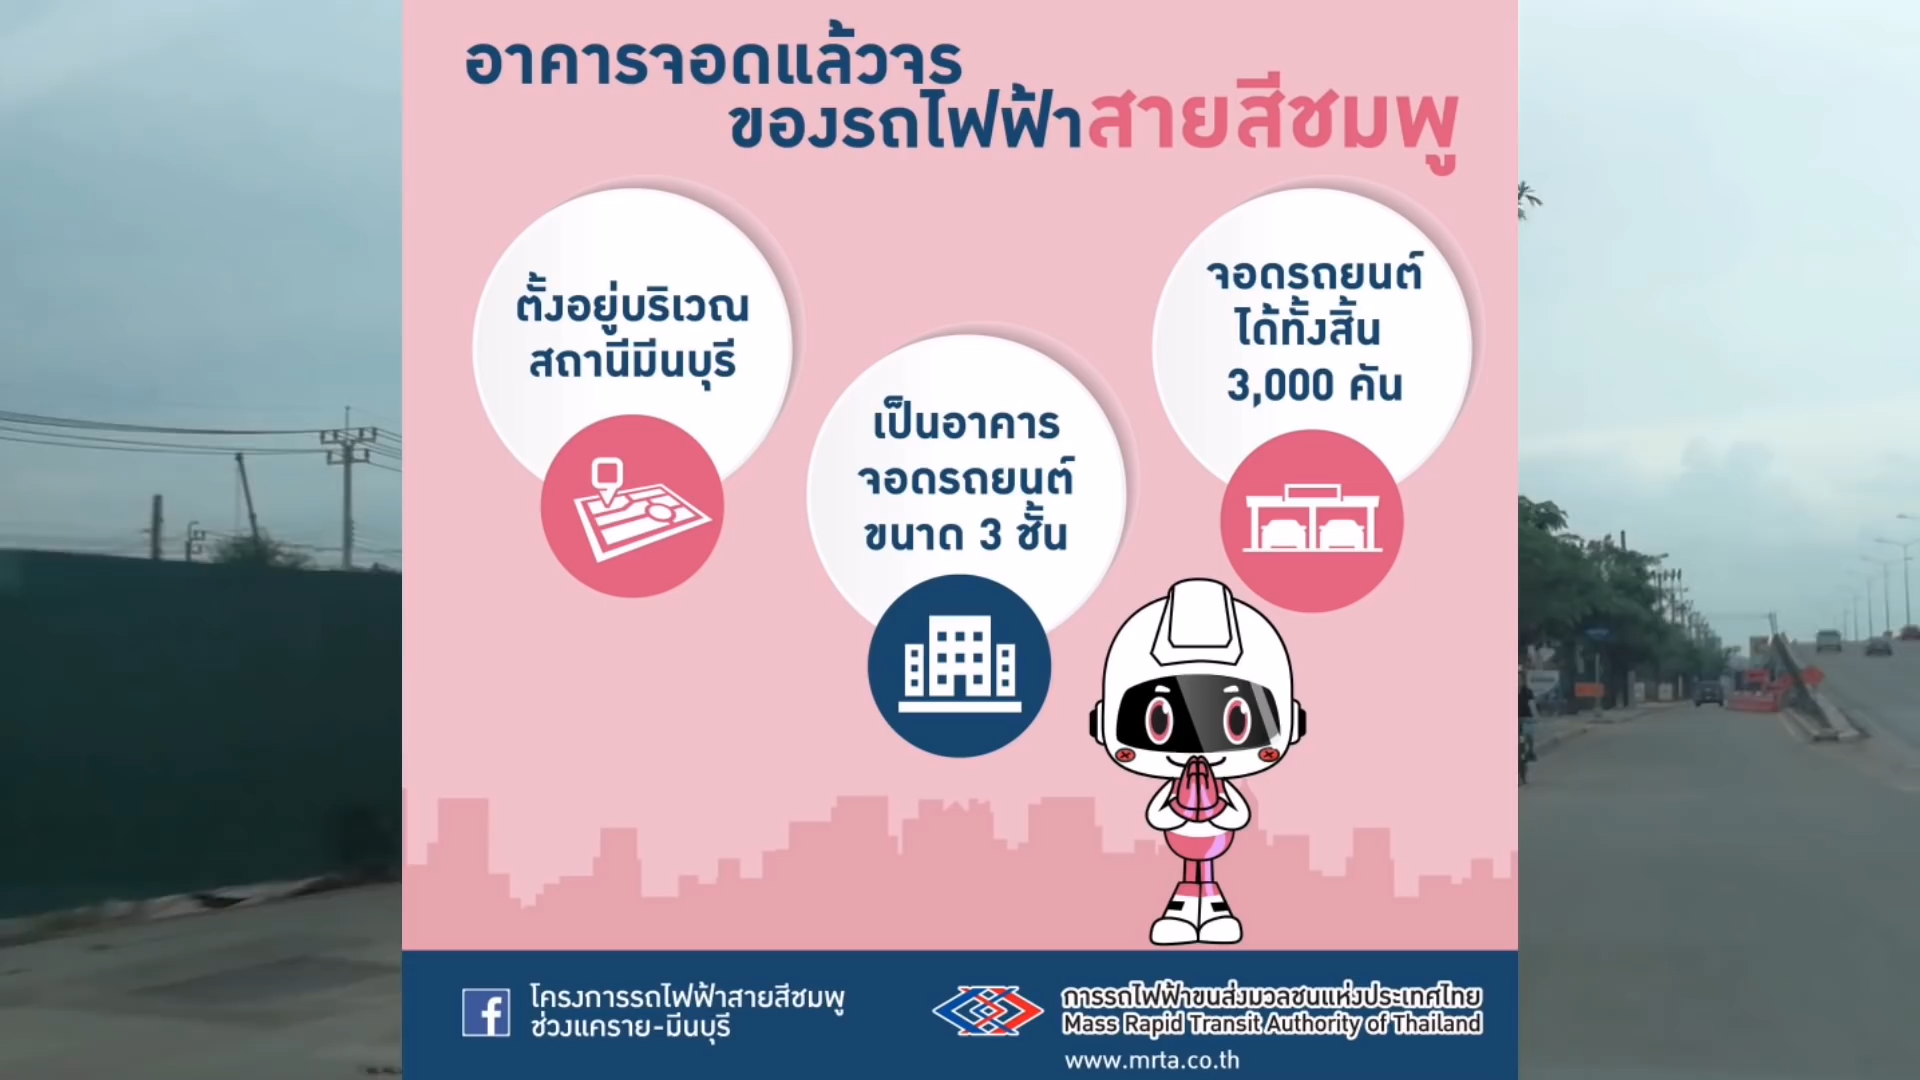 อาคารจอดแล้วจร
ของรถไฟฟ้าสายสีชมพู
ตั้งอยู่บริเวณ
สถานีมีนบุรี
เป็นอาคาร
จอดรถยนต์
ขนาด 3 ชั้น
จอดรถยนต์
ได้ทั้งสิ้น
3,000 คัน
โครงการรถไฟฟ้าสายสีชมพู
ช่วงแคราย-มีนบุรี
การรถไฟฟ้าขนส่งมวลชนแห่งประเทศไทย
Mass Rapid Transit Authority of Thailand
www.mrta.co.th